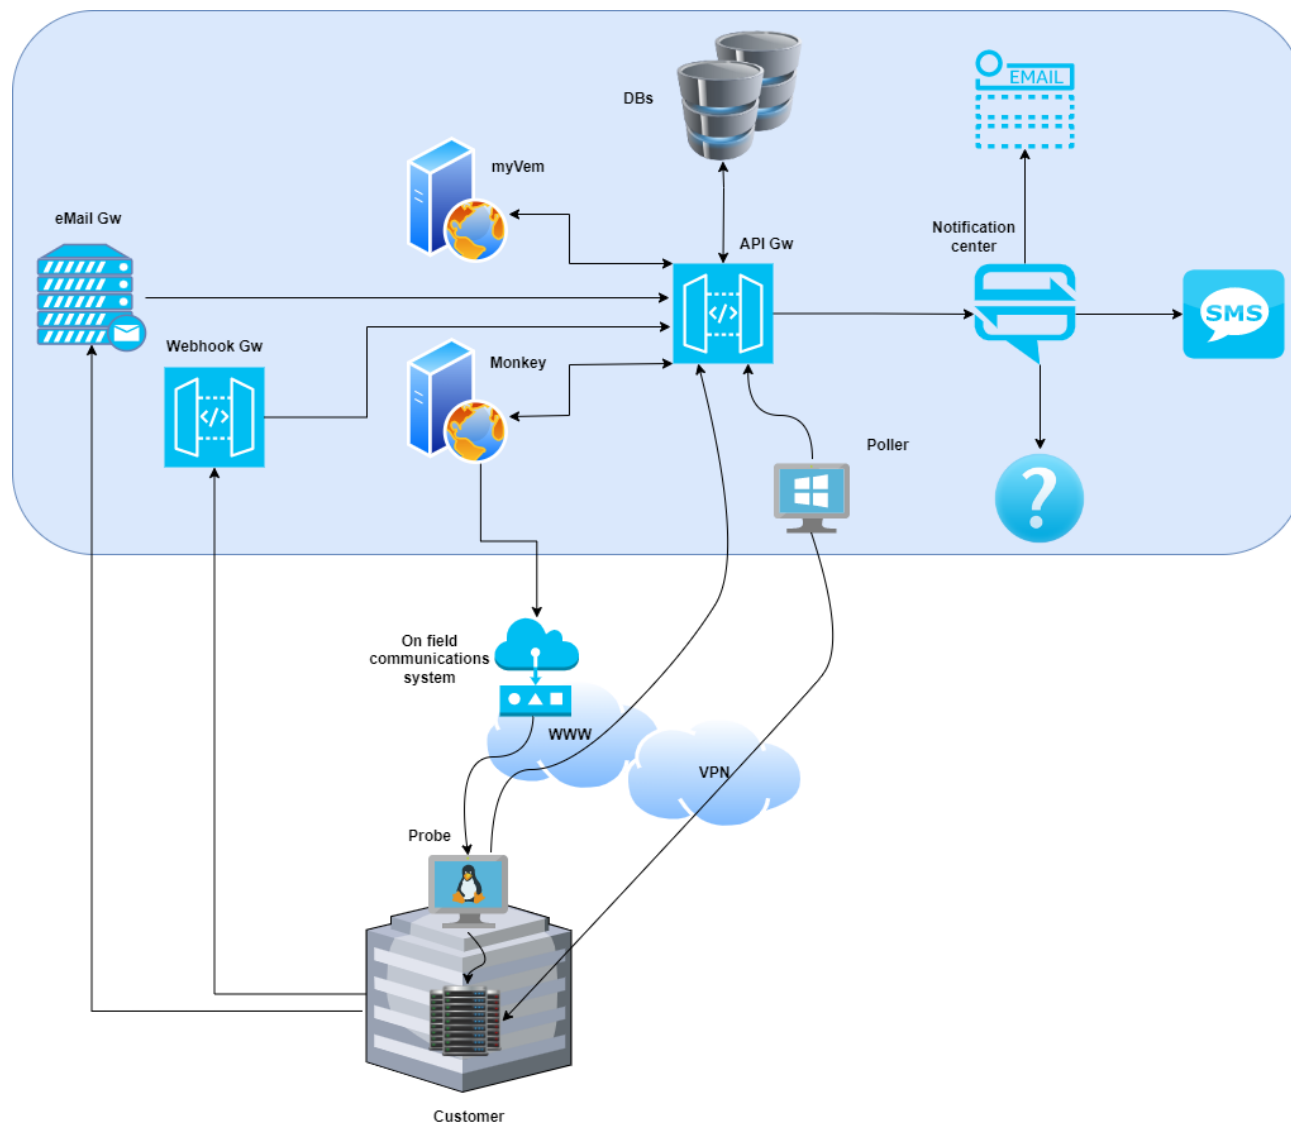 DBs
EMAIL
myVem
eMail Gw
Notification
center
API Gw
SMS
</>
Webhook Gw
Monkey
</>
Poller
?
On field
communications
system
WWW
VPN
Probe
Customer